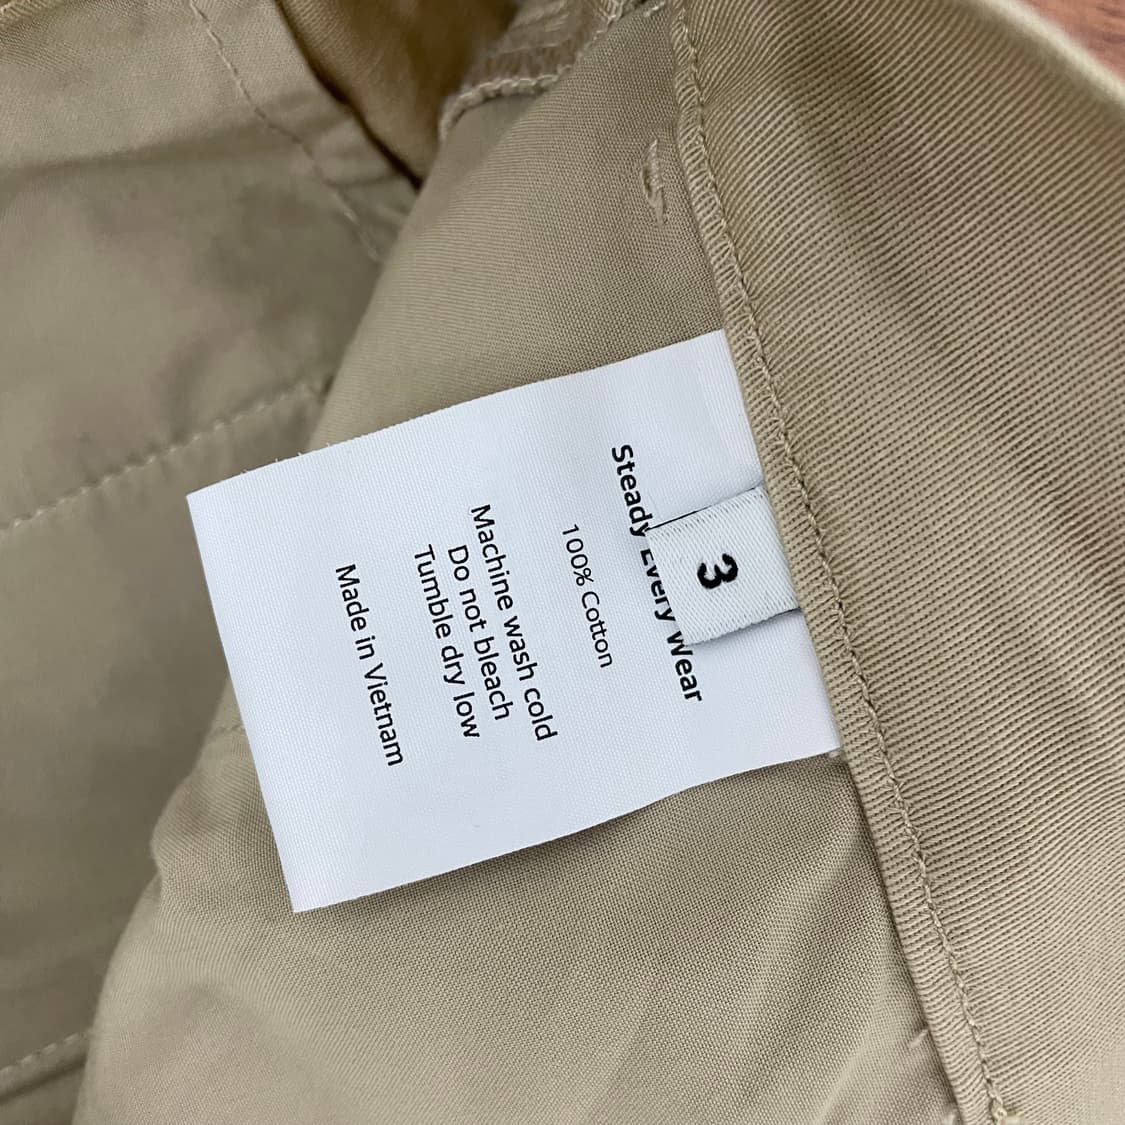 3
Steady Every Wear
100% Cotton
Machine wash cold
Do not bleach
Tumble dry low
Made in Vietnam